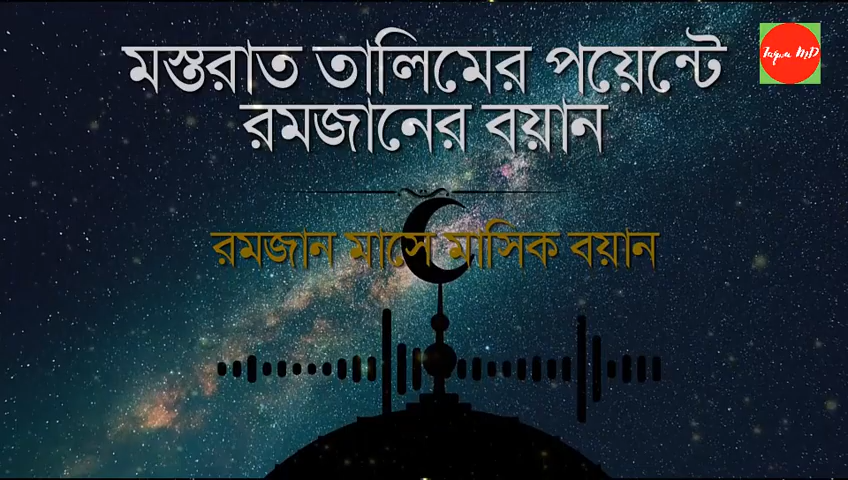 মস্তরাত তালিমের পয়েন্টে
রমজানের বয়ান
রমজান মাসে মাসিক বয়ান